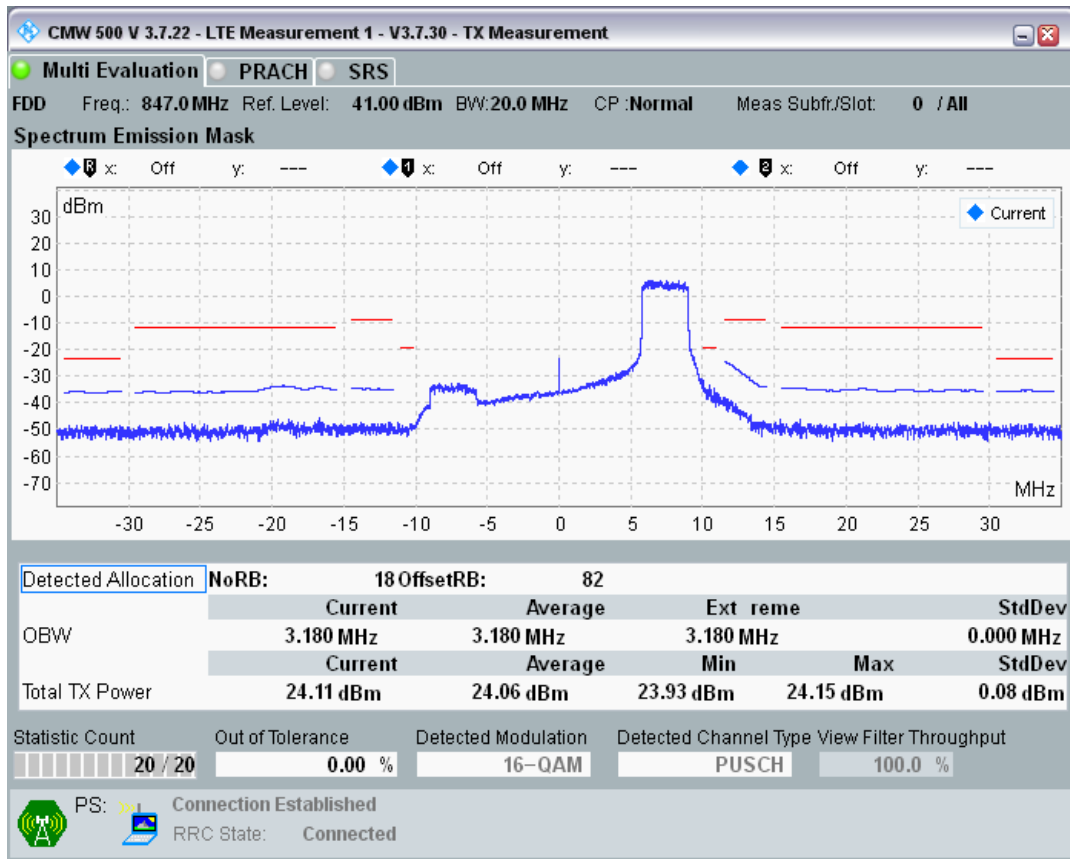 CMW 500 V 3.7.22 - LTE Measurement 1 - V3.7.30 - TX Measurement
Multi Evaluation PRACH SRS
FDD Freq.: 847.0 MHz Ref. Level: 41.00 dBm BW: 20.0 MHz CP :Normal Meas Subfr./Slot: 0 / All
Spectrum Emission Mask
R x: Off y: --- 1 x: Off y: --- 2 x: Off y: ---
dBm
Current
30
20
10
0
-10
-20
-30
-40
-50
-60
-70
MHz
-30 -25 -20 -15 -10 -5 0 5 10 15 20 25 30
Detected Allocation NoRB: 18 OffsetRB: 82
Current Average Ext reme StdDev
OBW 3.180 MHz 3.180 MHz 3.180 MHz 0.000 MHz
Current Average Min Max StdDev
Total TX Power 24.11 dBm 24.06 dBm 23.93 dBm 24.15 dBm 0.08 dBm
Statistic Count Out of Tolerance Detected Modulation Detected Channel Type View Filter Throughput
20 / 20 0.00 % 16-QAM PUSCH 100.0 %
PS: Connection Established
RRC State: Connected